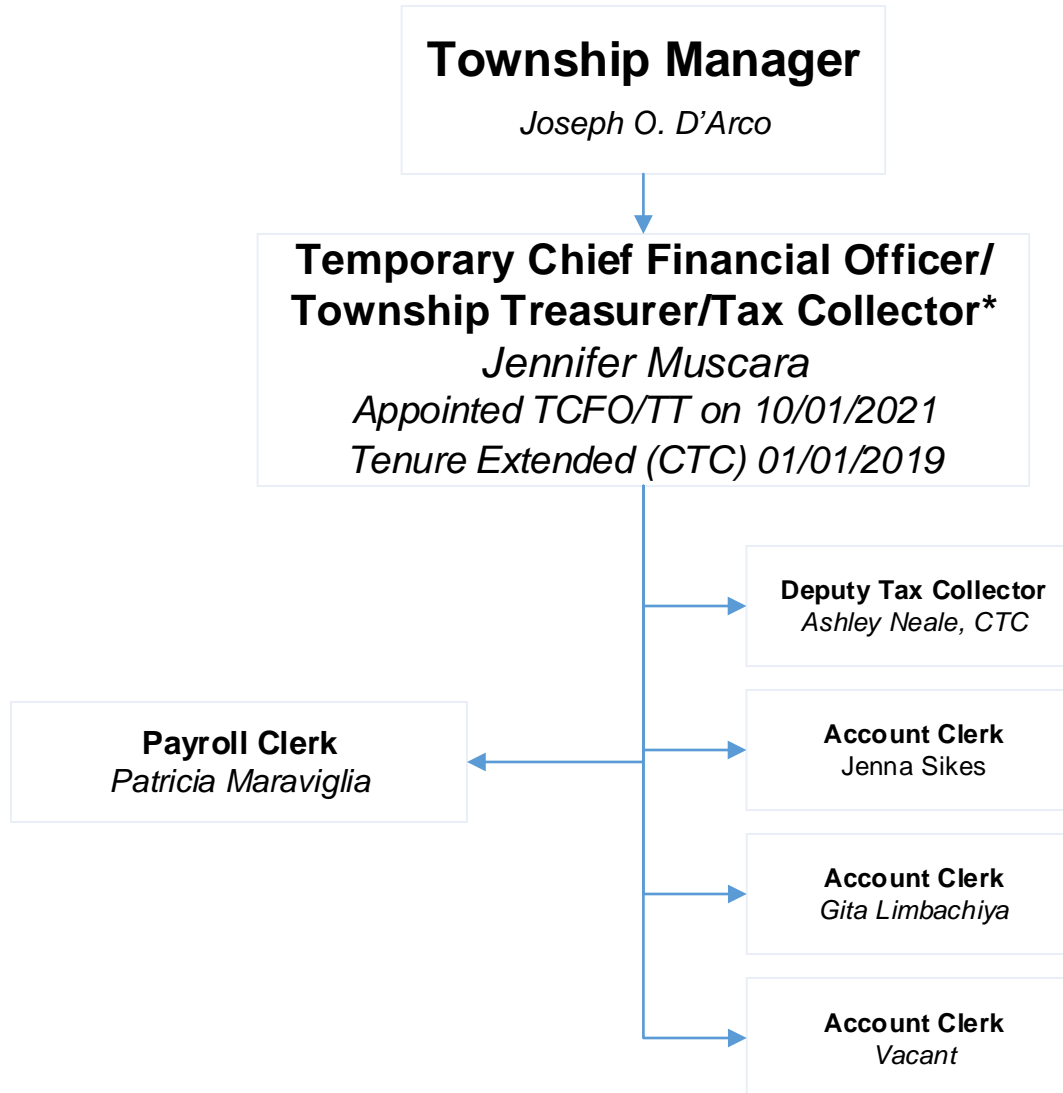 Township Manager
Joseph O. D’Arco
Temporary Chief Financial Officer/
Township Treasurer/Tax Collector*
Jennifer Muscara
Appointed TCFO/TT on 10/01/2021
Tenure Extended (CTC) 01/01/2019
Deputy Tax Collector
Ashley Neale, CTC
Payroll Clerk
Patricia Maraviglia
Account Clerk
Jenna Sikes
Account Clerk
Gita Limbachiya
Account Clerk
Vacant